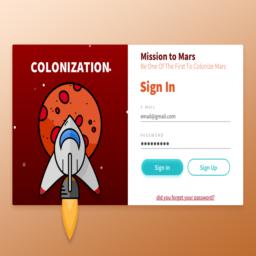 COLONIZATION
Mission to Mars
Be One Of The First To Colonize Mars
Sign In
E MAIL
email@gmail.com
PASSWORD
Sign in
Sign Up
did you forget your password?